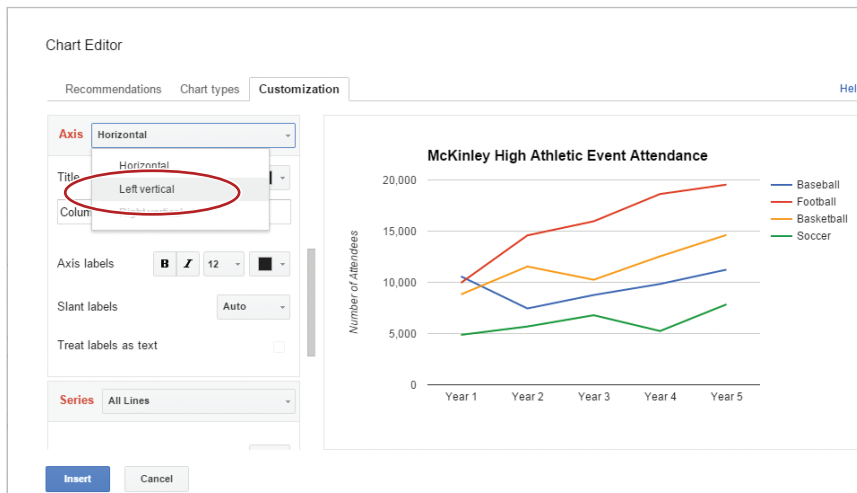 Chart Editor
Recommendations Chart types Customization
Hel
Axis Horizontal
Horizontal
Title
Left vertical
Colum
Right vertical
Axis labels B I 12
Slant labels Auto
Treat labels as text
Series All Lines
Insert Cancel
McKinley High Athletic Event Attendance
20,000
15,000
10,000
5,000
0
Number of Attendees
Year 1 Year 2 Year 3 Year 4 Year 5
Baseball
Football
Basketball
Soccer